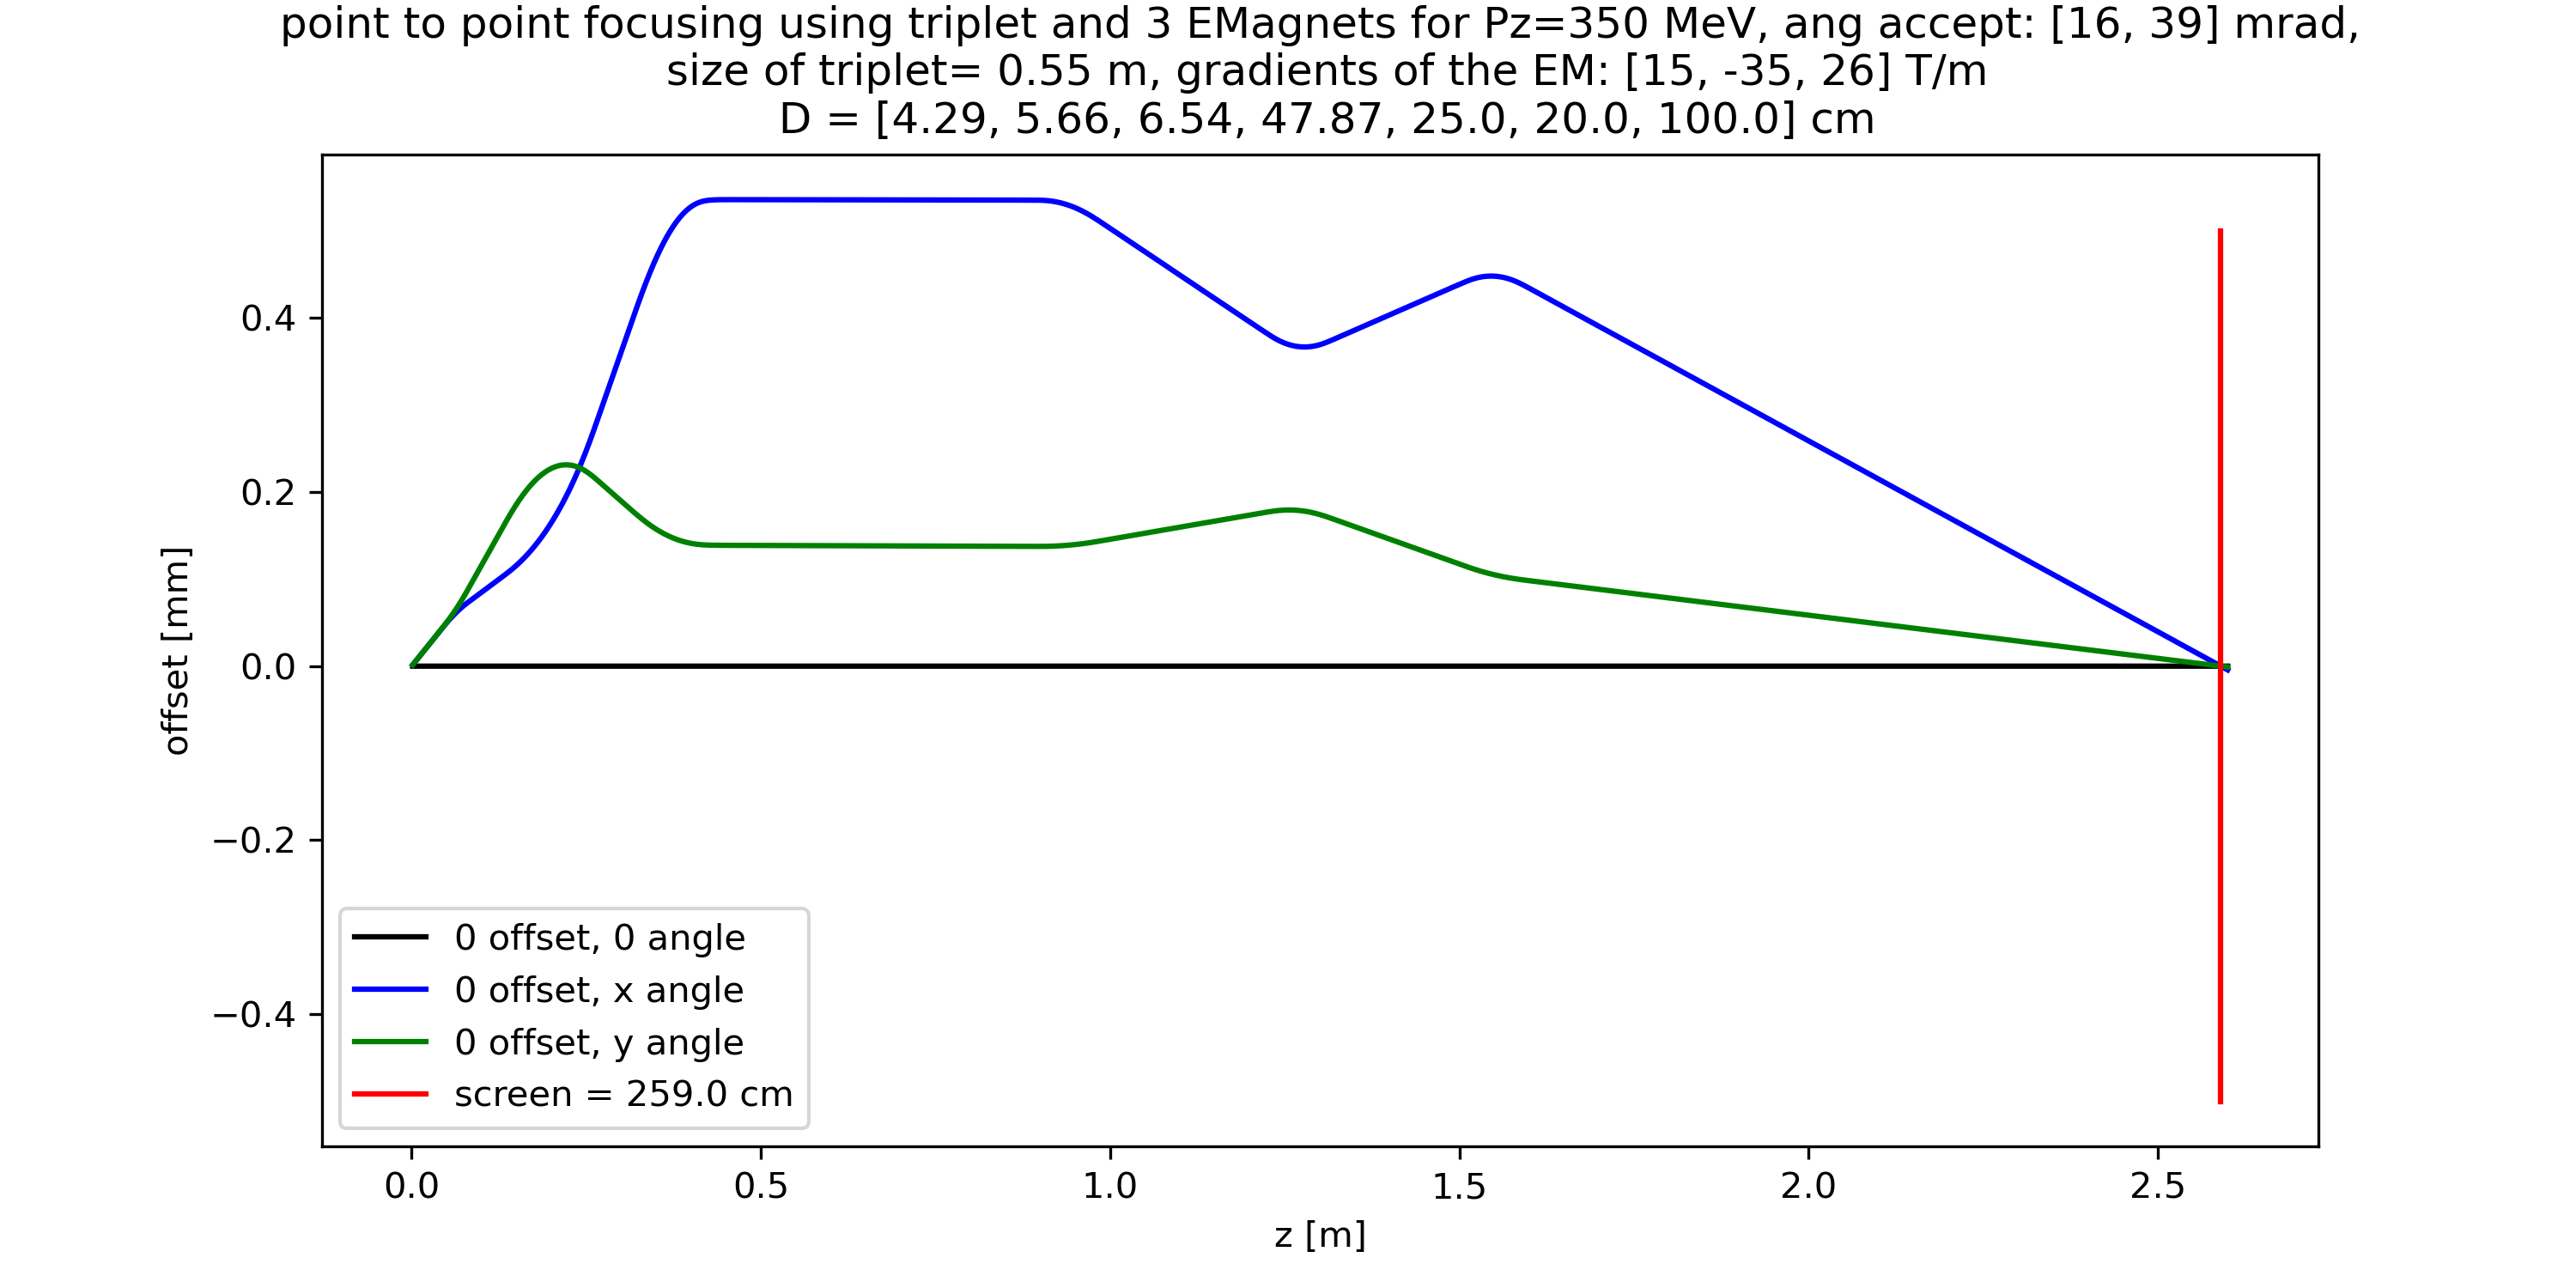 point to point focusing using triplet and 3 EMagnets for Pz=350 MeV, ang accept: [16, 39] mrad,
size of triplet= 0.55 m, gradients of the EM: [15, -35, 26] T/m
D = [4.29, 5.66, 6.54, 47.87, 25.0, 20.0, 100.0] cm
offset [mm]
0.4
0.2
0.0
−0.2
−0.4
0 offset, 0 angle
0 offset, x angle
0 offset, y angle
screen = 259.0 cm
0.0 0.5 1.0 1.5 2.0 2.5
z [m]